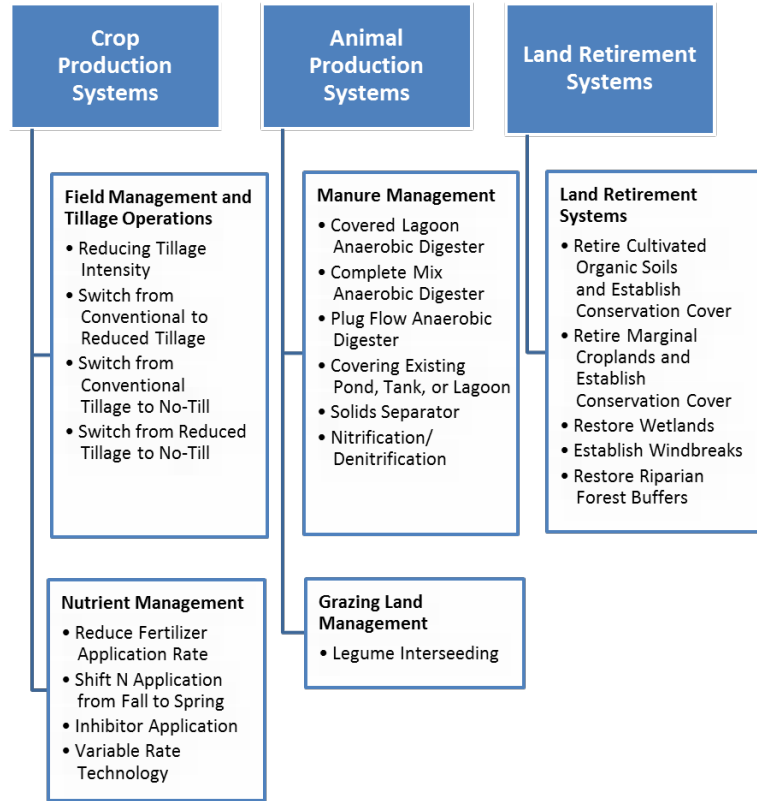 Crop
Production
Systems
Field Management and
Tillage Operations
• Reducing Tillage
Intensity
• Switch from
Conventional to
Reduced Tillage
• Switch from
Conventional
Tillage to No-Till
• Switch from Reduced
Tillage to No-Till
Nutrient Management
• Reduce Fertilizer
Application Rate
• Shift N Application
from Fall to Spring
• Inhibitor Application
• Variable Rate
Technology
Animal
Production
Systems
Manure Management
• Covered Lagoon
Anaerobic Digester
• Complete Mix
Anaerobic Digester
• Plug Flow Anaerobic
Digester
• Covering Existing
Pond, Tank, or Lagoon
• Solids Separator
• Nitrification/
Denitrification
Grazing Land
Management
• Legume Interseeding
Land Retirement
Systems
Land Retirement
Systems
• Retire Cultivated
Organic Soils
and Establish
Conservation Cover
• Retire Marginal
Croplands and
Establish
Conservation Cover
• Restore Wetlands
• Establish Windbreaks
• Restore Riparian
Forest Buffers